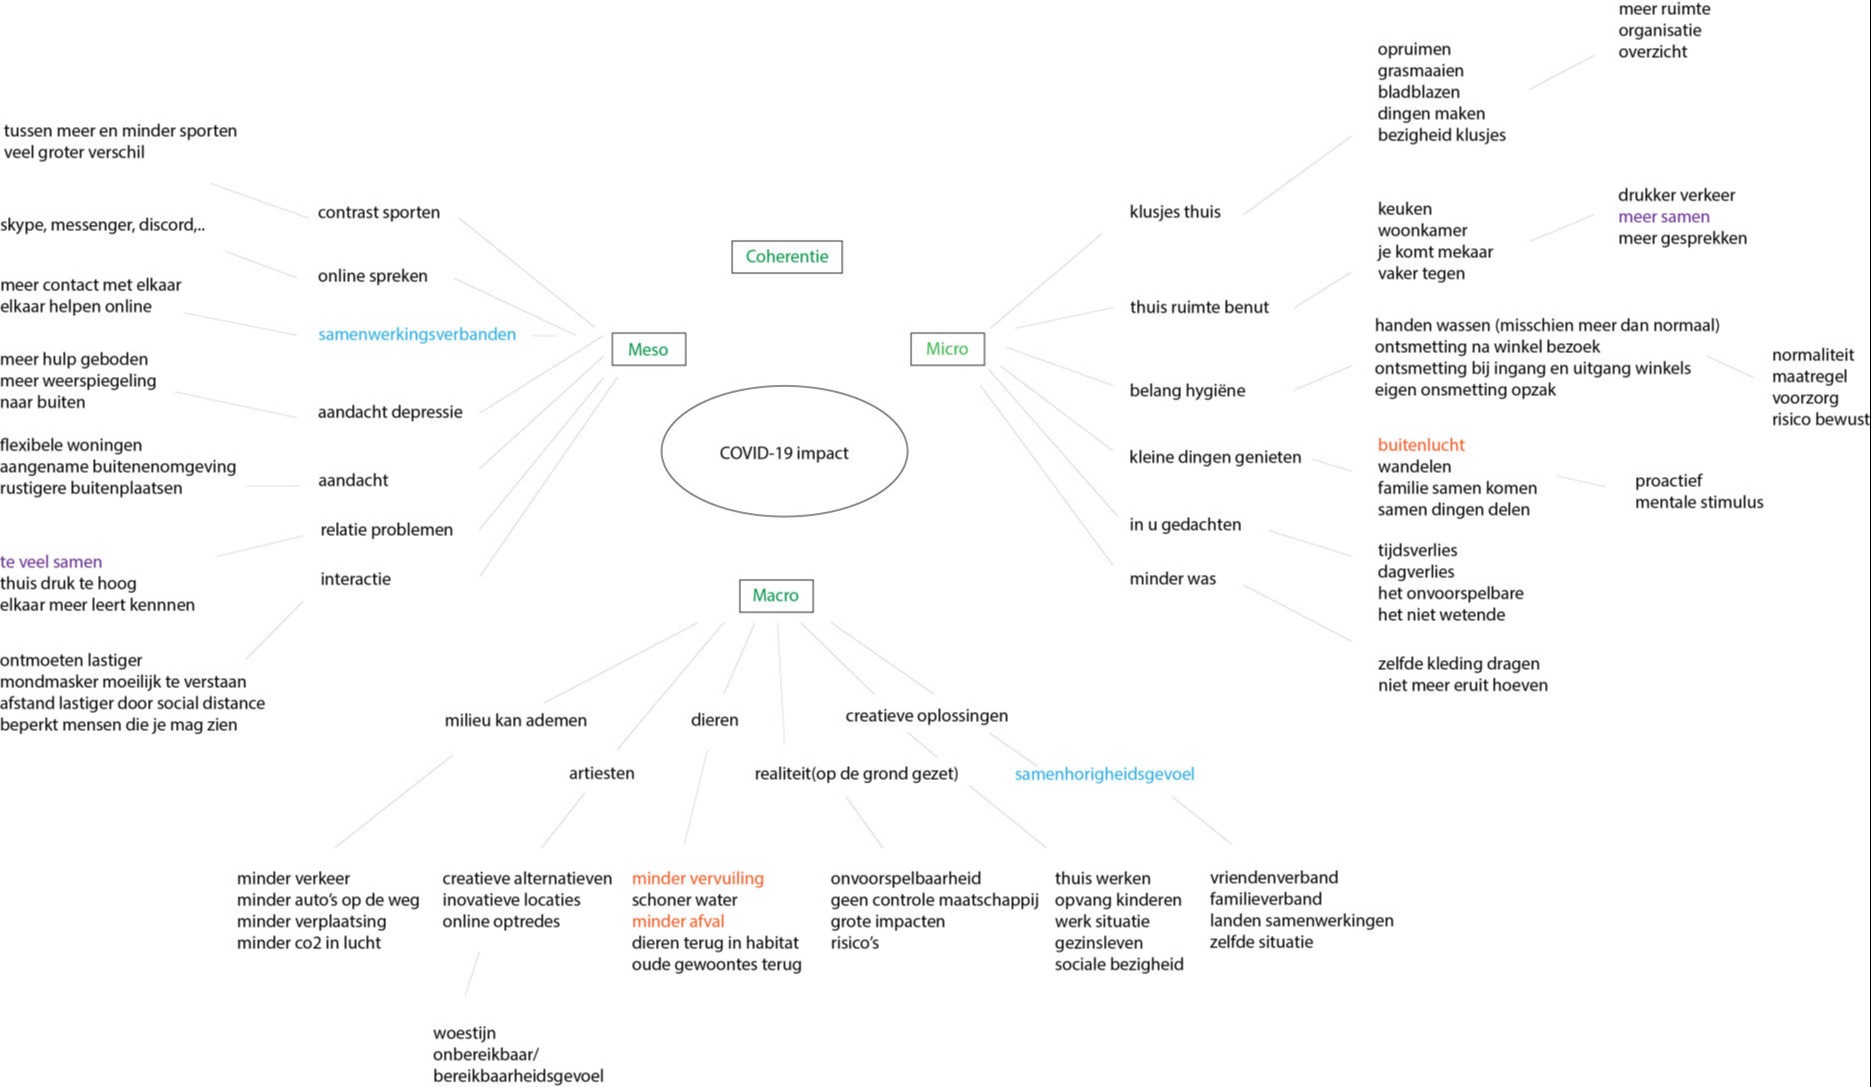 COVID-19 impact
Coherentie
Meso
contrast sporten
tussen meer en minder sporten
veel groter verschil
online spreken
skype, messenger, discord,..
samenwerkingsverbanden
meer contact met elkaar
elkaar helpen online
aandacht depressie
meer hulp geboden
meer weerspiegeling
naar buiten
aandacht
flexibele woningen
aangename buitenenomgeving
rustigere buitenplaatsen
relatie problemen
te veel samen
thuis druk te hoog
elkaar meer leert kennnen
interactie
ontmoeten lastiger
mondmasker moeilijk te verstaan
afstand lastiger door social distance
beperkt mensen die je mag zien
Micro
klusjes thuis
opruimen
grasmaaien
bladblazen
dingen maken
bezigheid klusjes
meer ruimte
organisatie
overzicht
thuis ruimte benut
keuken
woonkamer
je komt mekaar
vaker tegen
drukker verkeer
meer samen
meer gesprekken
belang hygiëne
handen wassen (misschien meer dan normaal)
ontsmetting na winkel bezoek
ontsmetting bij ingang en uitgang winkels
eigen onsmetting opzak
normaliteit
maatregel
voorzorg
risico bewust
kleine dingen genieten
buitenlucht
wandelen
familie samen komen
samen dingen delen
proactief
mentale stimulus
in u gedachten
tijdsverlies
dagverlies
het onvoorspelbare
het niet wetende
minder was
zelfde kleding dragen
niet meer eruit hoeven
Macro
milieu kan ademen
minder verkeer
minder auto's op de weg
minder verplaatsing
minder co2 in lucht
artiesten
creatieve alternatieven
inovatieve locaties
online optredes
woestijn
onbereikbaar/
bereikbaarheidsgevoel
dieren
minder vervuiling
schoner water
minder afval
dieren terug in habitat
oude gewoontes terug
realiteit(op de grond gezet)
onvoorspelbaarheid
geen controle maatschappij
grote impacten
risico's
creatieve oplossingen
thuis werken
opvang kinderen
werk situatie
gezinsleven
sociale bezigheid
samenhorigheidsgevoel
vriendenverband
familieverband
landen samenwerkingen
zelfde situatie